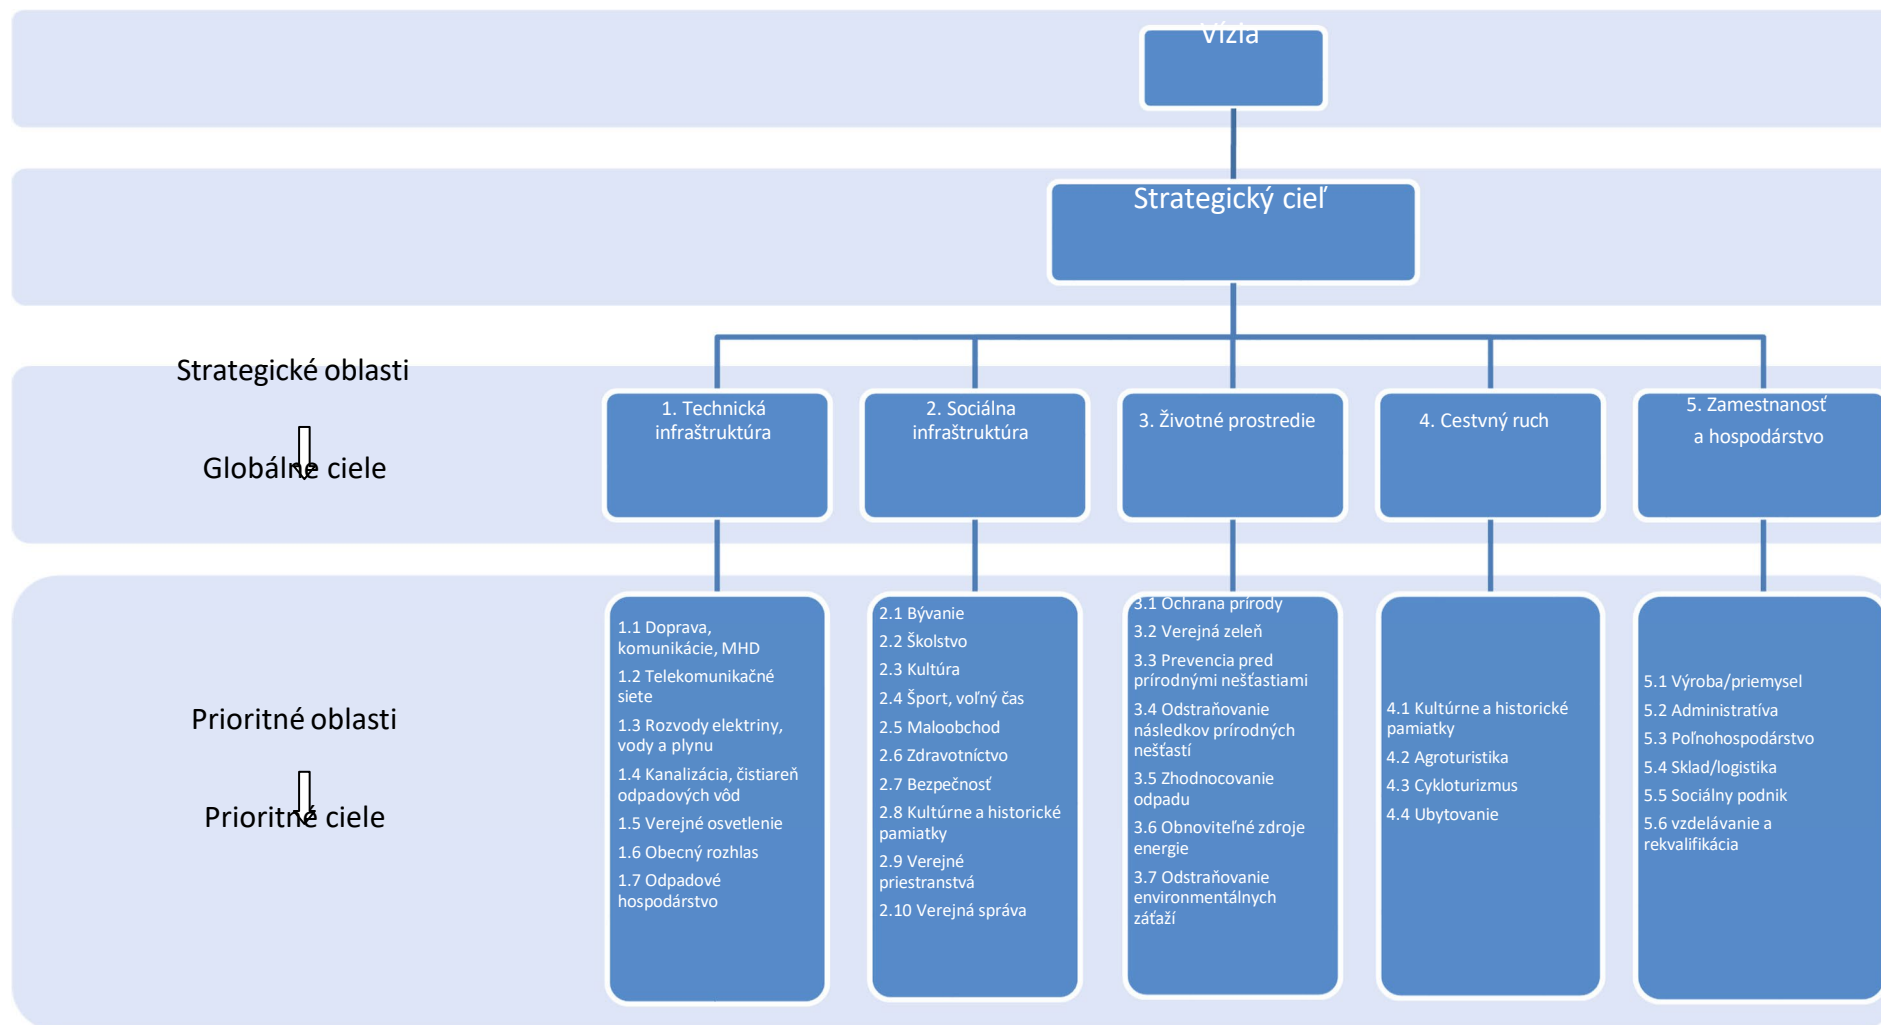 Vízia
Strategický cieľ
Strategické oblasti
Globálne ciele
1. Technická
infraštruktúra
2. Sociálna
infraštruktúra
3. Životné prostredie
4. Cestvný ruch
5. Zamestnanosť
a hospodárstvo
Prioritné oblasti
Prioritné ciele
1.1 Doprava,
komunikácie, MHD
1.2 Telekomunikačné
siete
1.3 Rozvody elektriny,
vody a plynu
1.4 Kanalizácia, čistiareň
odpadových vôd
1.5 Verejné osvetlenie
1.6 Obecný rozhlas
1.7 Odpadové
hospodárstvo
2.1 Bývanie
2.2 Školstvo
2.3 Kultúra
2.4 Šport, voľný čas
2.5 Maloobchod
2.6 Zdravotníctvo
2.7 Bezpečnosť
2.8 Kultúrne a historické
pamiatky
2.9 Verejné
priestranstvá
2.10 Verejná správa
3.1 Ochrana prírody
3.2 Verejná zeleň
3.3 Prevencia pred
prírodnými nešťastiami
3.4 Odstraňovanie
následkov prírodných
nešťastí
3.5 Zhodnocovanie
odpadu
3.6 Obnoviteľné zdroje
energie
3.7 Odstraňovanie
environmentálnych
záťaží
4.1 Kultúrne a historické
pamiatky
4.2 Agroturistika
4.3 Cykloturizmus
4.4 Ubytovanie
5.1 Výroba/priemysel
5.2 Administratíva
5.3 Poľnohospodárstvo
5.4 Sklad/logistika
5.5 Sociálny podnik
5.6 vzdelávanie a
rekvalifikácia